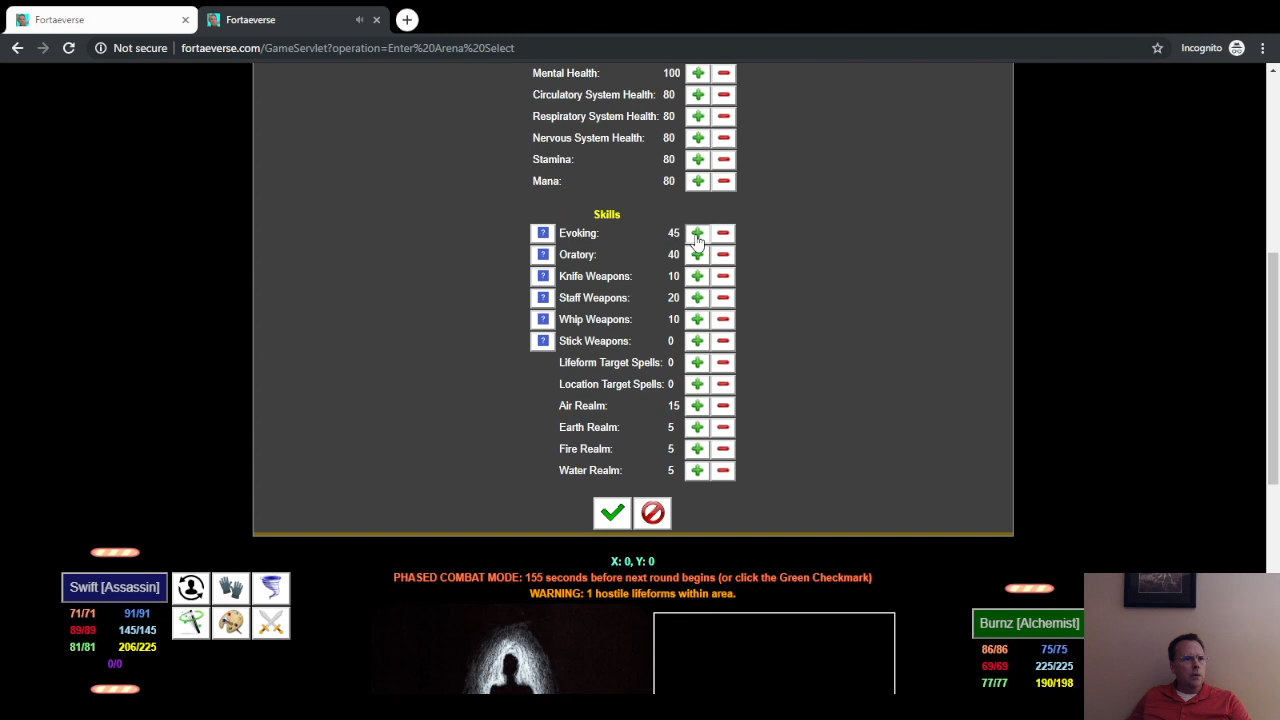 Fortaeverse
Fortaeverse
Not secure | fortaeverse.com/GameServlet?operation=Enter%20Arena%20Select
Incognito
Mental Health: 100
Circulatory System Health: 80
Respiratory System Health: 80
Nervous System Health: 80
Stamina: 80
Mana: 80
Skills
? Evoking: 45
? Oratory: 40
? Knife Weapons: 10
? Staff Weapons: 20
? Whip Weapons: 10
? Stick Weapons: 0
Lifeform Target Spells: 0
Location Target Spells: 0
Air Realm: 15
Earth Realm: 5
Fire Realm: 5
Water Realm: 5
X: 0, Y: 0
PHASED COMBAT MODE: 155 seconds before next round begins (or click the Green Checkmark)
WARNING: 1 hostile lifeforms within area.
Swift [Assassin]
71/71 91/91
89/89 145/145
81/81 206/225
0/0
Burnz [Alchemist]
86/86 75/75
69/69 225/225
77/77 190/198